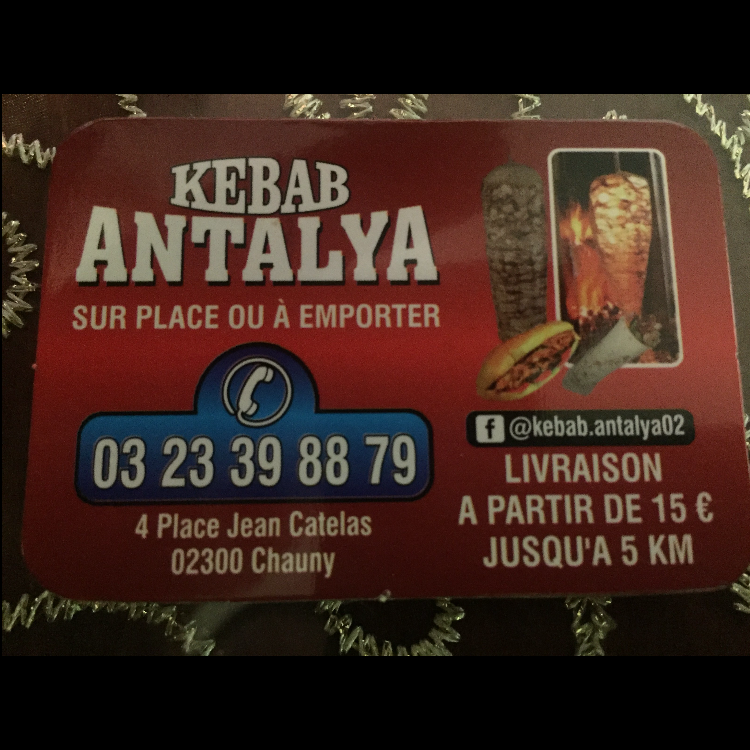 KEBAB
ANTALYA
SUR PLACE OU À EMPORTER
03 23 39 88 79
4 Place Jean Catelas
02300 Chauny
f @kebab.antalya02
LIVRAISON
A PARTIR DE 15 €
JUSQU'A 5 KM